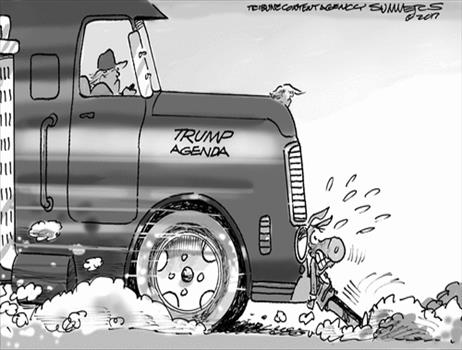 TRIBUNE CONTENT AGENCY SUMMERS
© 2017
TRUMP
AGENDA